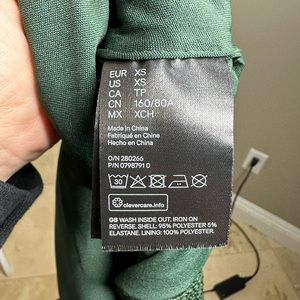 EUR XS
US XS
CA TP
CN 160/80A
MX XCH
Made in China
Fabriqué en Chine
Hecho en China
O/N 280266
P/N 0798791 0
30
clevercare.info
GB WASH INSIDE OUT. IRON ON
REVERSE. SHELL: 95% POLYESTER 5%
ELASTANE. LINING: 100% POLYESTER.